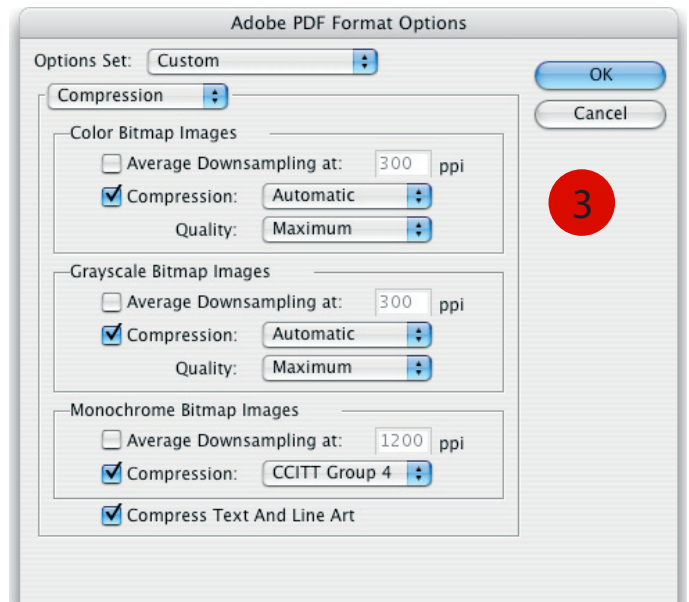 Adobe PDF Format Options
Options Set: Custom
OK
Compression
Cancel
Color Bitmap Images
Average Downsampling at: 300 ppi
Compression: Automatic
3
Quality: Maximum
Grayscale Bitmap Images
Average Downsampling at: 300 ppi
Compression: Automatic
Quality: Maximum
Monochrome Bitmap Images
Average Downsampling at: 1200 ppi
Compression: CCITT Group 4
Compress Text And Line Art